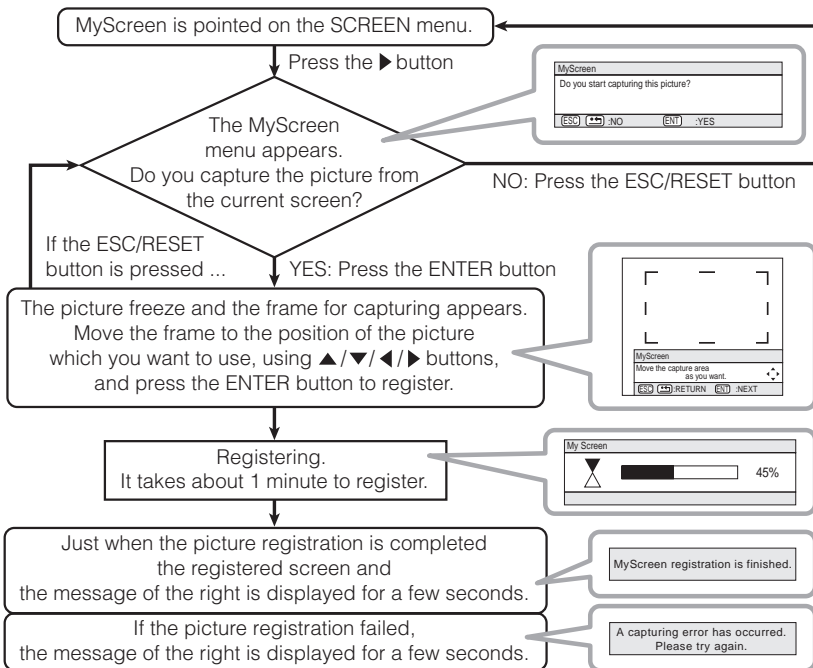 MyScreen is pointed on the SCREEN menu.
Press the ▶ button
MyScreen
Do you start capturing this picture?
ESC :NO ENT :YES
The MyScreen
menu appears.
Do you capture the picture from
the current screen?
NO: Press the ESC/RESET button
If the ESC/RESET
button is pressed ...
YES: Press the ENTER button
The picture freeze and the frame for capturing appears.
Move the frame to the position of the picture
which you want to use, using ▲/▼/◀/▶ buttons,
and press the ENTER button to register.
MyScreen
Move the capture area
as you want.
ESC :RETURN ENT :NEXT
Registering.
It takes about 1 minute to register.
My Screen
45%
Just when the picture registration is completed
the registered screen and
the message of the right is displayed for a few seconds.
MyScreen registration is finished.
If the picture registration failed,
the message of the right is displayed for a few seconds.
A capturing error has occurred.
Please try again.